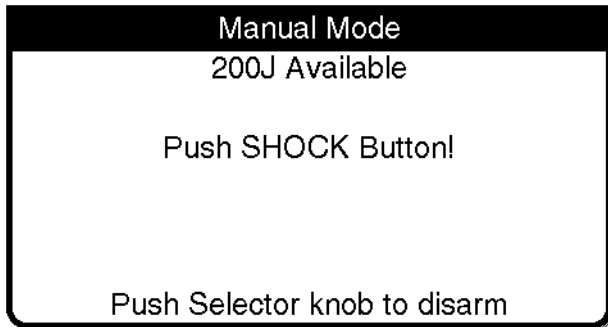 Manual Mode
200J Available
Push SHOCK Button!
Push Selector knob to disarm